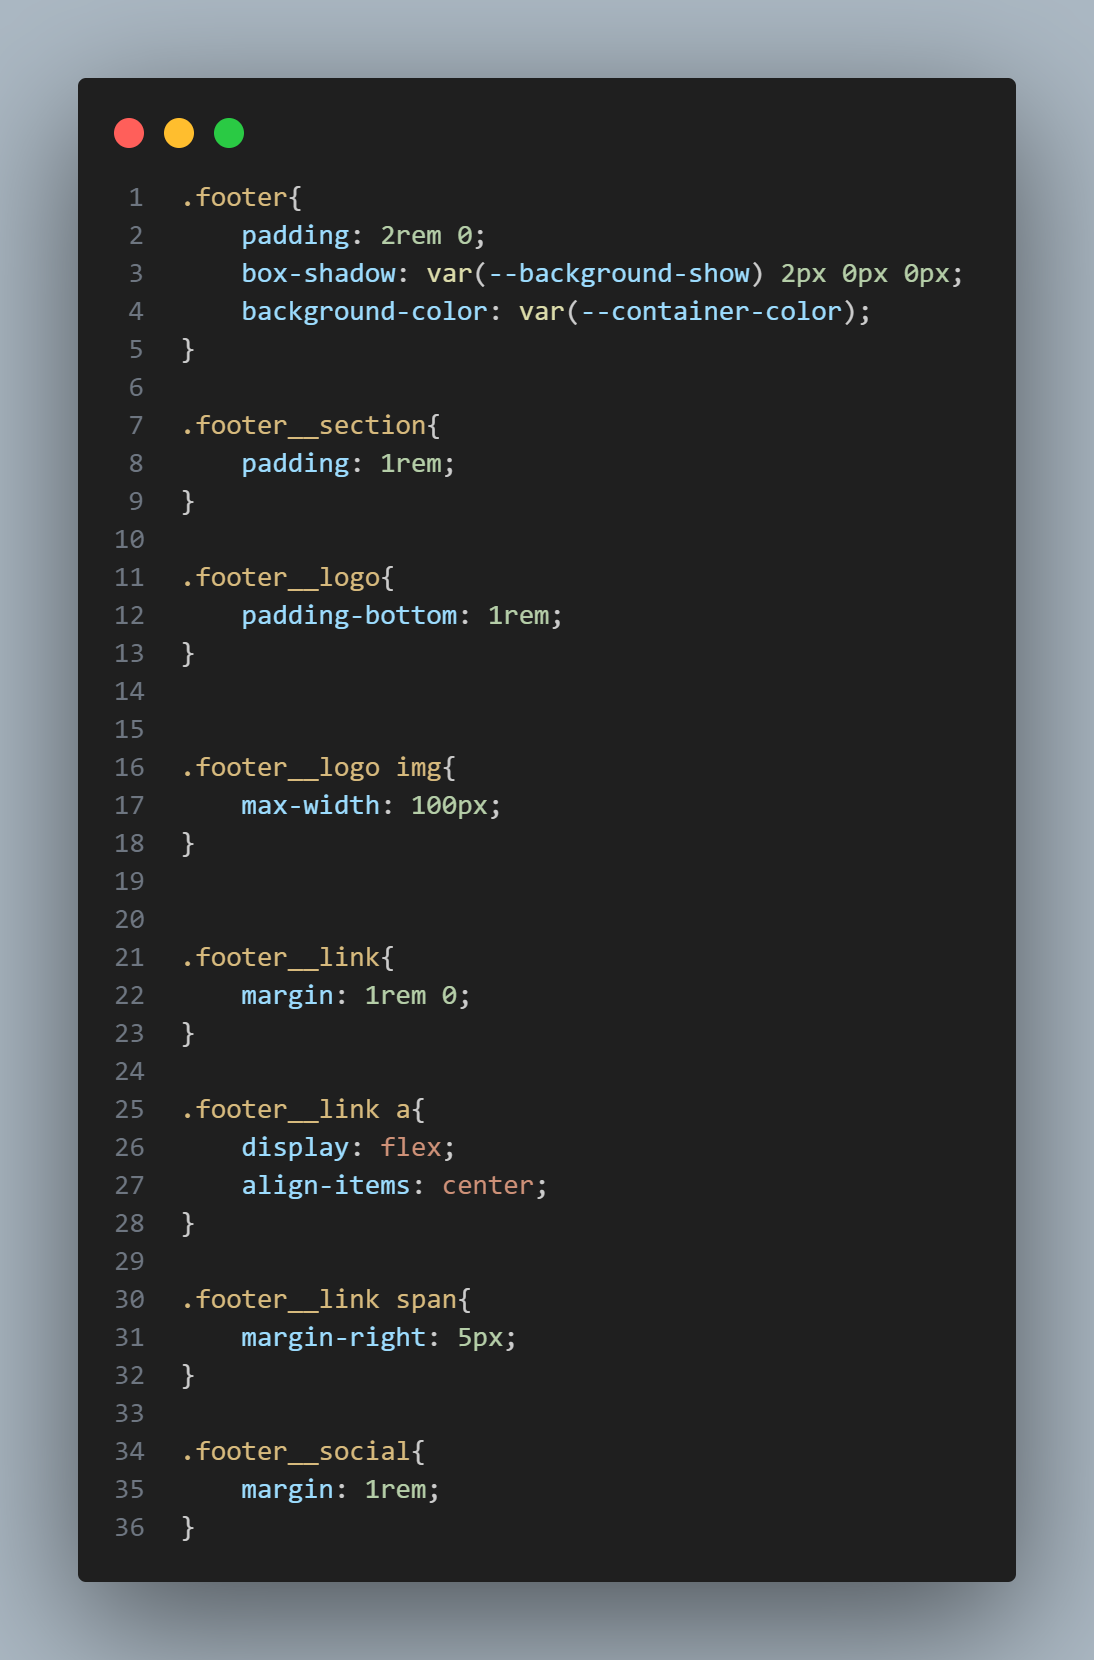 1 .footer{
2     padding: 2rem 0;
3     box-shadow: var(--background-show) 2px 0px 0px;
4     background-color: var(--container-color);
5 }
6
7 .footer__section{
8     padding: 1rem;
9 }
10
11 .footer__logo{
12     padding-bottom: 1rem;
13 }
14
15
16 .footer__logo img{
17     max-width: 100px;
18 }
19
20
21 .footer__link{
22     margin: 1rem 0;
23 }
24
25 .footer__link a{
26     display: flex;
27     align-items: center;
28 }
29
30 .footer__link span{
31     margin-right: 5px;
32 }
33
34 .footer__social{
35     margin: 1rem;
36 }